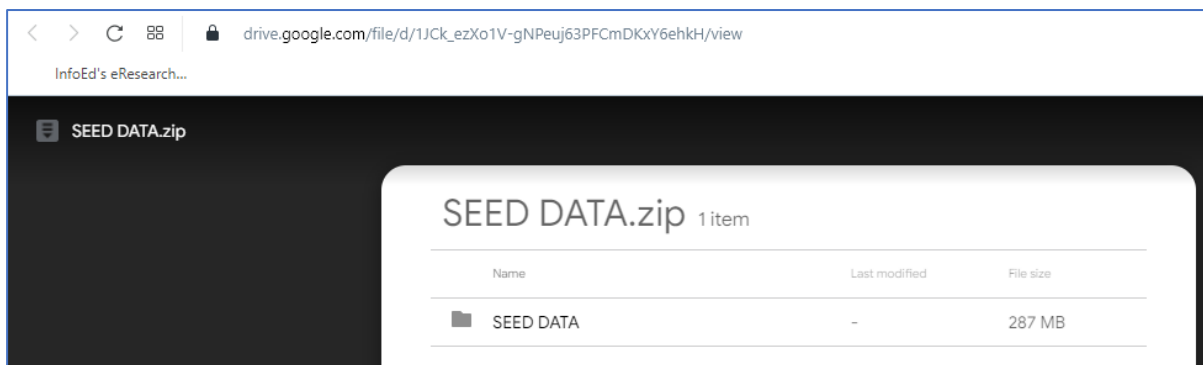 drive.google.com/file/d/1JCk_ezXo1V-gNPeuj63PFCmDKxY6ehkH/view
InfoEd's eResearch...
SEED DATA.zip
SEED DATA.zip 1 item
Name Last modified File size
SEED DATA - 287 MB